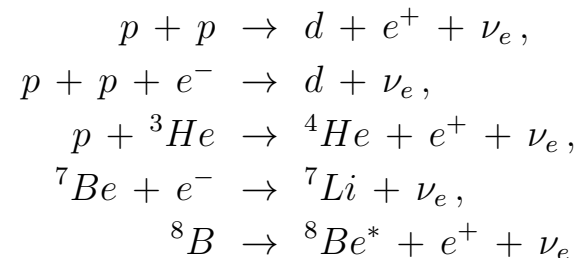 p + p → d + e⁺ + νₑ ,
p + p + e⁻ → d + νₑ ,
p + ³He → ⁴He + e⁺ + νₑ ,
⁷Be + e⁻ → ⁷Li + νₑ ,
⁸B → ⁸Be* + e⁺ + νₑ